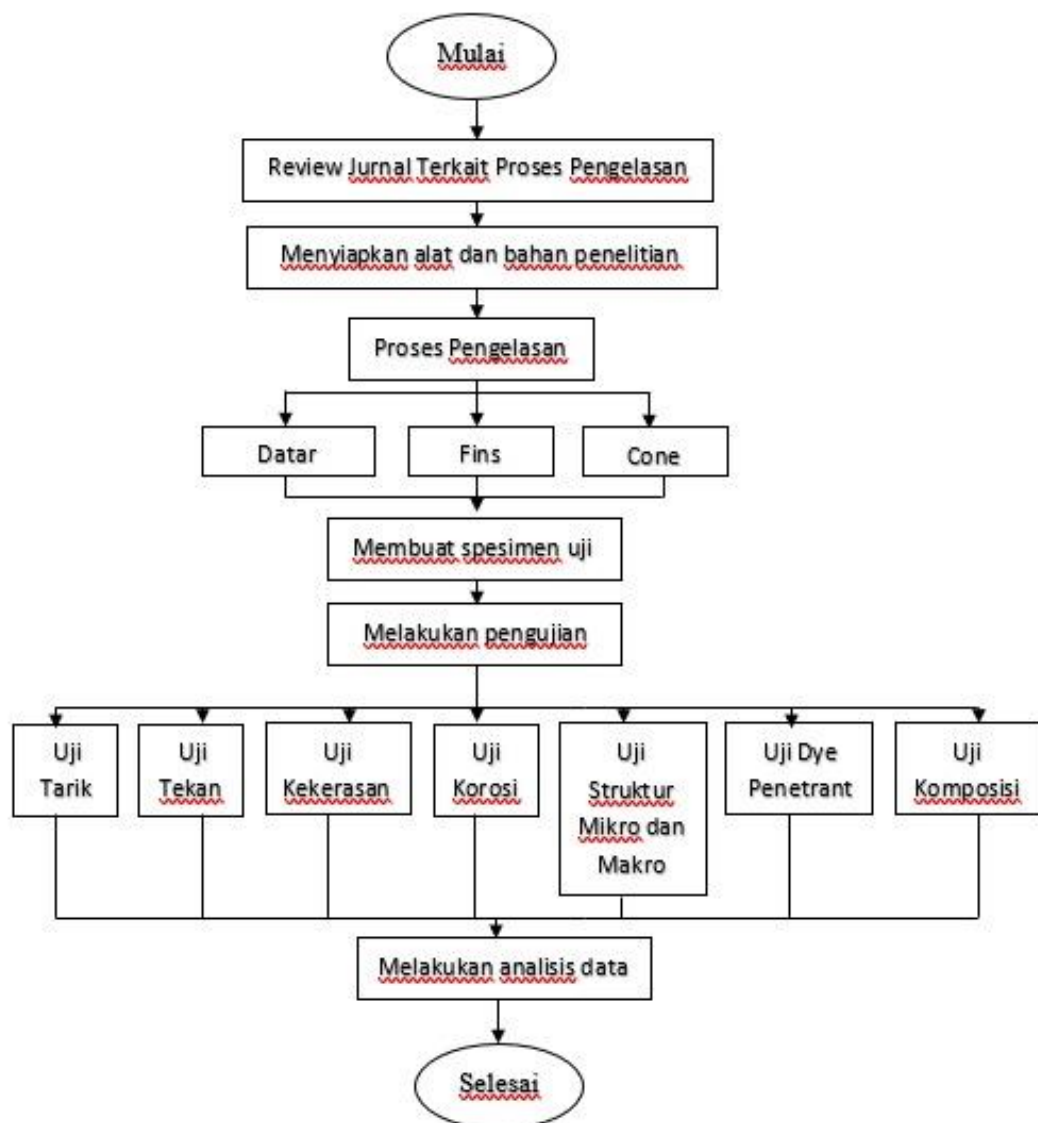 Mulai
Review Jurnal Terkait Proses Pengelasan
Menyiapkan alat dan bahan penelitian
Proses Pengelasan
Datar
Fins
Cone
Membuat spesimen uji
Melakukan pengujian
Uji
Tarik
Uji
Tekan
Uji
Kekerasan
Uji
Korosi
Uji
Struktur
Mikro dan
Makro
Uji Dye
Penetrant
Uji
Komposisi
Melakukan analisis data
Selesai